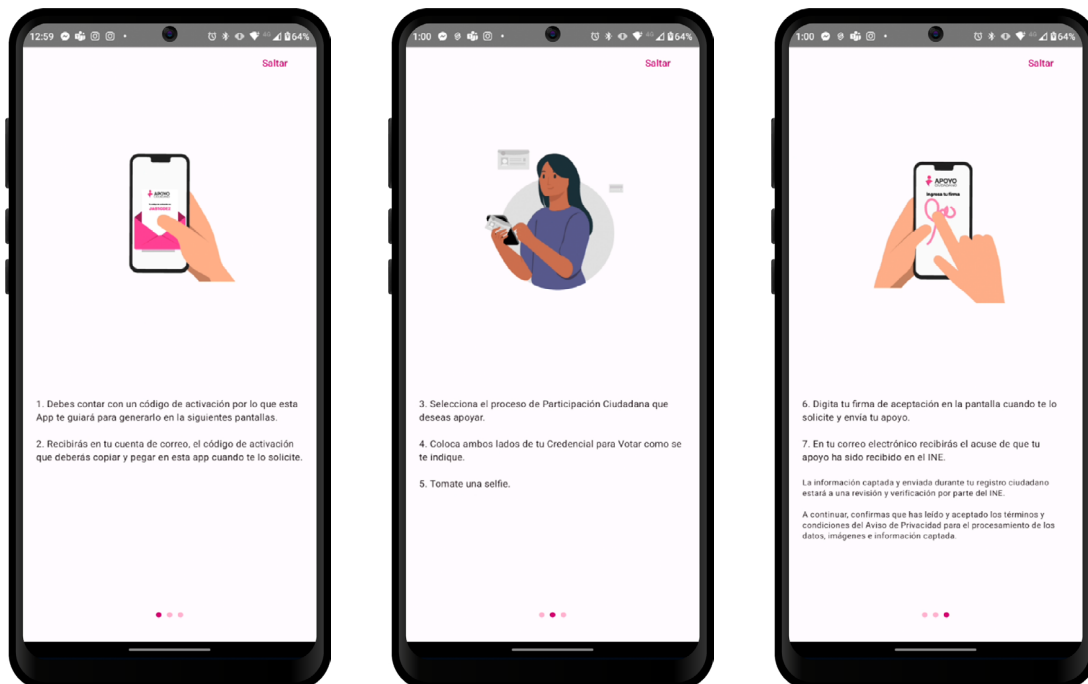 12:59
64%
Saltar
APOYO
1. Debes contar con un código de activación por lo que esta
App te guiará para generarlo en la siguientes pantallas.
2. Recibirás en tu cuenta de correo, el código de activación
que deberás copiar y pegar en esta app cuando te lo solicite.
1:00
4G
64%
Saltar
3. Selecciona el proceso de Participación Ciudadana que
deseas apoyar.
4. Coloca ambos lados de tu Credencial para Votar como se
te indique.
5. Tomate una selfie.
1:00
4G
64%
Saltar
APOYO
Ingresa tu firma
6. Digita tu firma de aceptación en la pantalla cuando te lo
solicite y envía tu apoyo.
7. En tu correo electrónico recibirás el acuse de que tu
apoyo ha sido recibido en el INE.
La información captada y enviada durante tu registro ciudadano
estará a una revisión y verificación por parte del INE.
A continuar, confirmas que has leído y aceptado los términos y
condiciones del Aviso de Privacidad para el procesamiento de los
datos, imágenes e información captada.